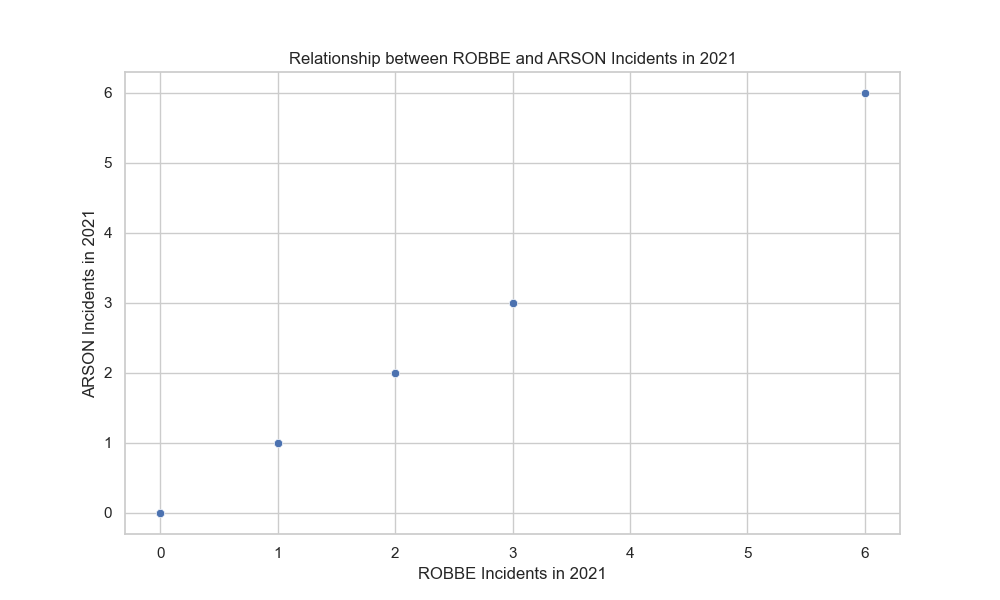 Relationship between ROBBE and ARSON Incidents in 2021
6
5
4
3
2
1
0
ARSON Incidents in 2021
0 1 2 3 4 5 6
ROBBE Incidents in 2021